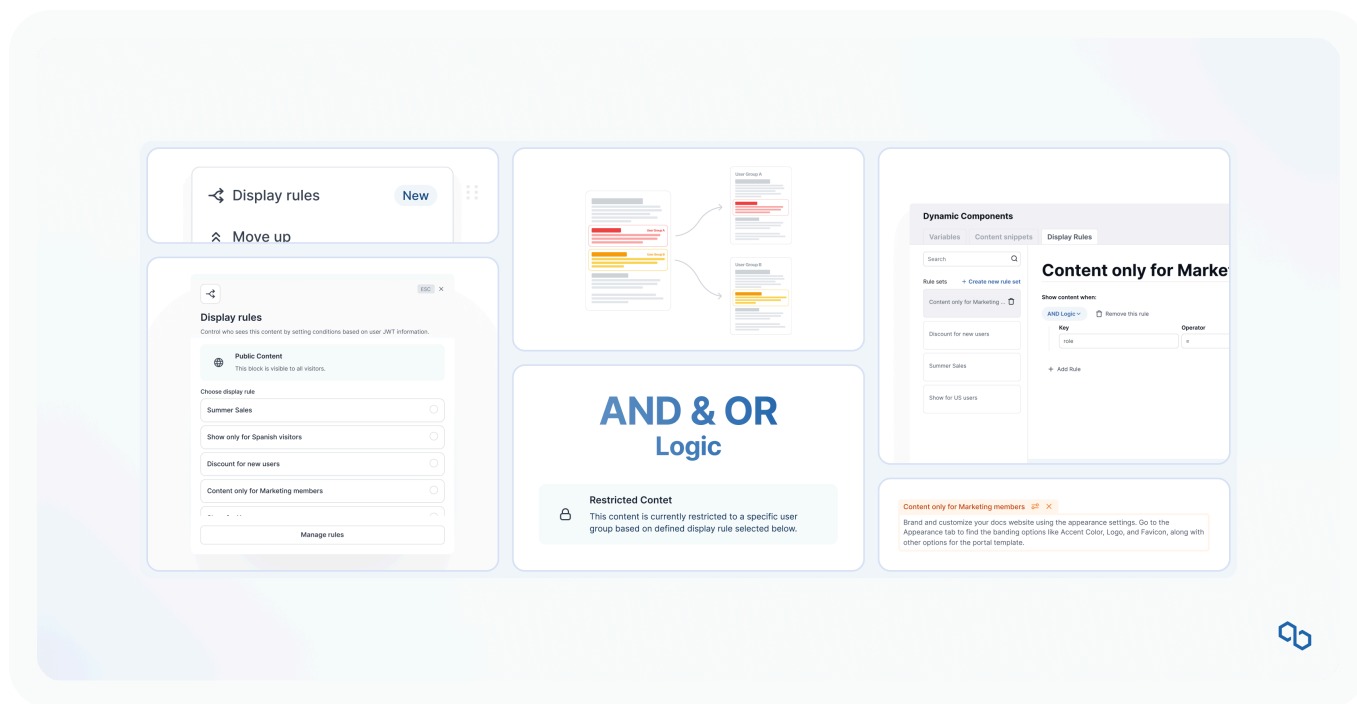 Display rules
New
Move up
ESC
Display rules
Control who sees this content by setting conditions based on user JWT information.
Public Content
This block is visible to all visitors.
Choose display rule
Summer Sales
Show only for Spanish visitors
Discount for new users
Content only for Marketing members
Manage rules
User Group A
User Group B
User Group A
User Group B
AND & OR
Logic
Restricted Contet
This content is currently restricted to a specific user
group based on defined display rule selected below.
Dynamic Components
Variables
Content snippets
Display Rules
Search
Rule sets
+ Create new rule set
Content only for Marketing ...
Discount for new users
Summer Sales
Show for US users
Content only for Marke
Show content when:
AND Logic
Remove this rule
Key
Operator
role
=
+ Add Rule
Content only for Marketing members
Brand and customize your docs website using the appearance settings. Go to the
Appearance tab to find the banding options like Accent Color, Logo, and Favicon, along with
other options for the portal template.